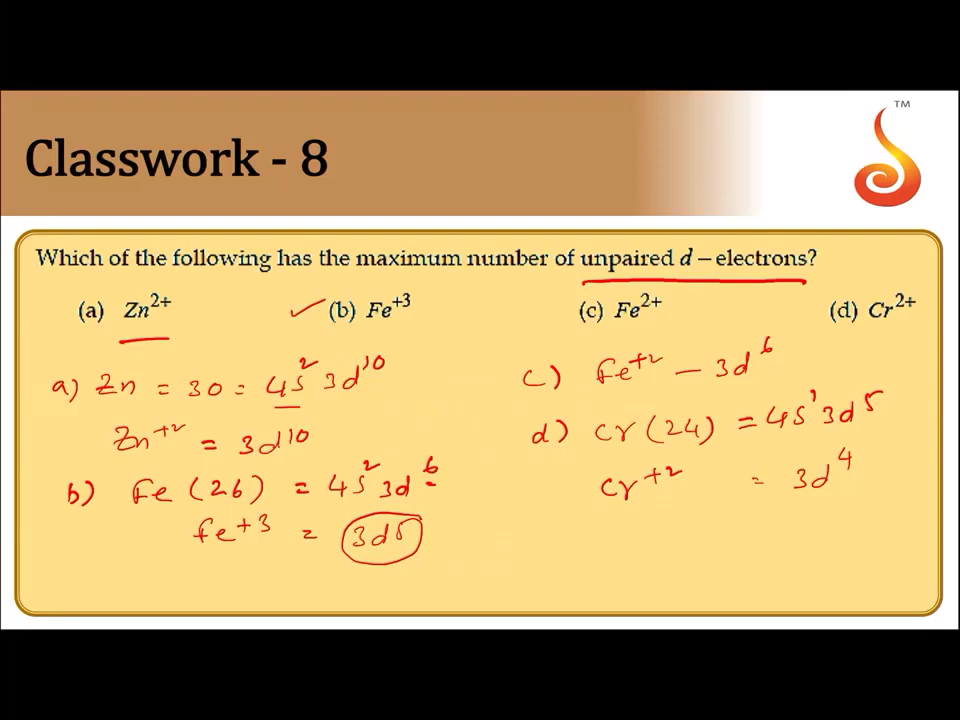 TM
Classwork - 8
Which of the following has the maximum number of unpaired d – electrons?
(a) Zn²⁺ (b) Fe⁺³ (c) Fe²⁺ (d) Cr²⁺
a) Zn = 30 = 4s² 3d¹⁰
Zn⁺² = 3d¹⁰
b) Fe (26) = 4s² 3d⁶
Fe⁺³ = 3d5
c) Fe⁺² – 3d⁶
d) Cr (24) = 4s¹ 3d⁵
Cr⁺² = 3d⁴